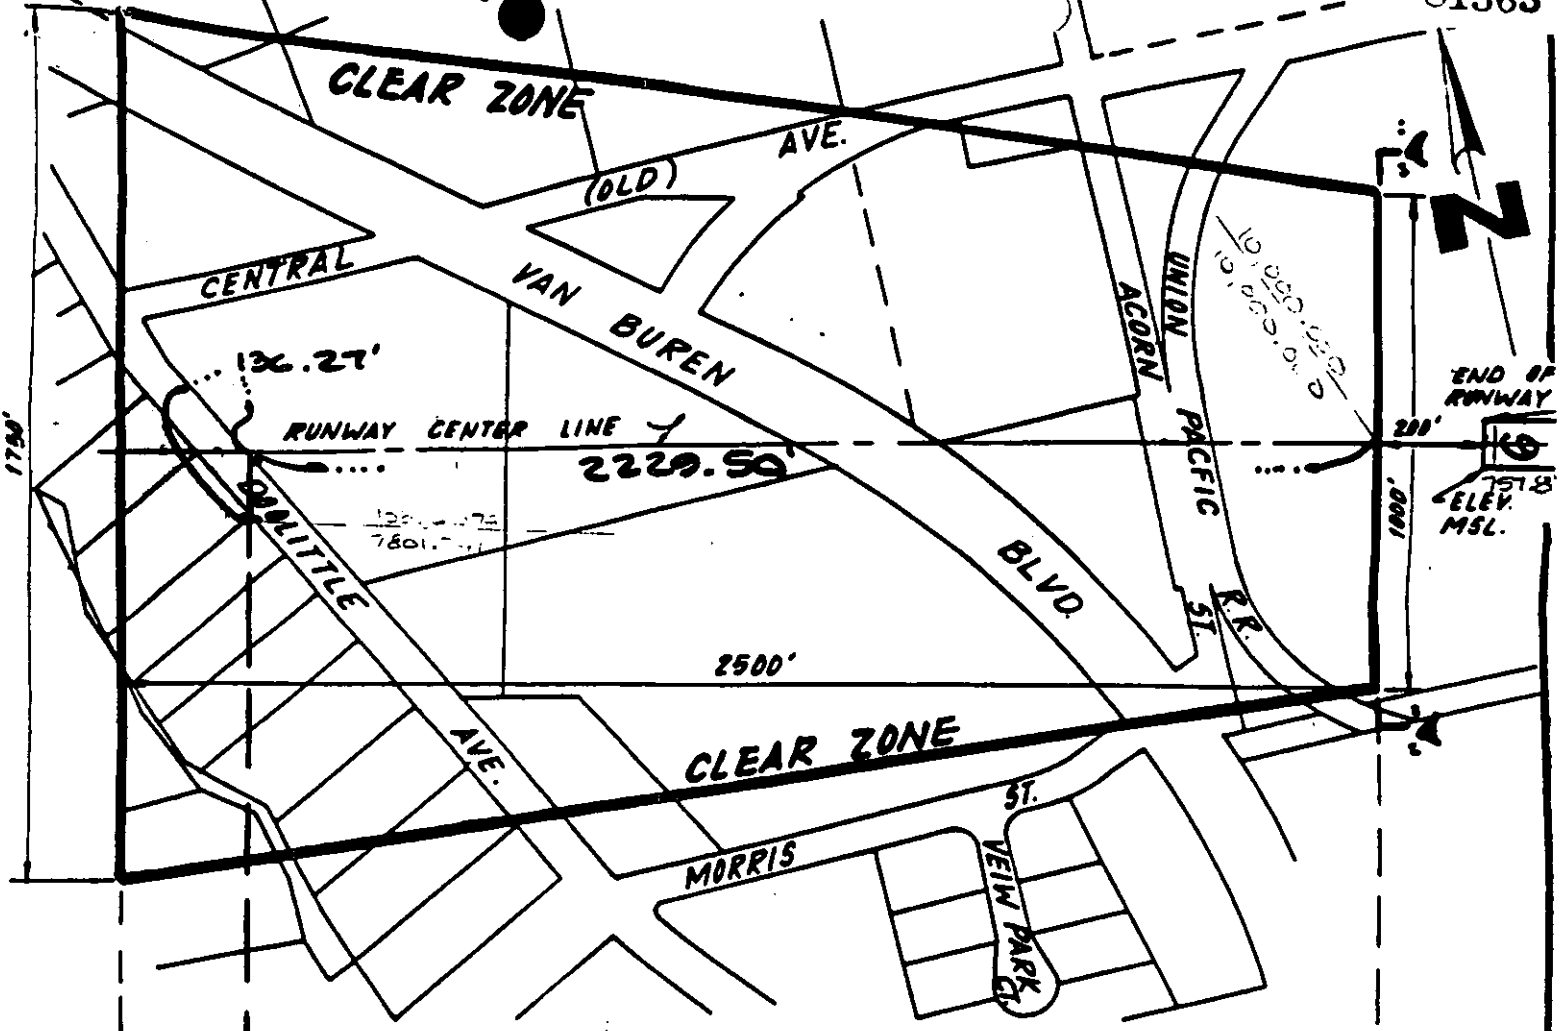 CLEAR ZONE
AVE.
(OLD)
N
CENTRAL
VAN BUREN
UNION
ACORN
136.27'
END OF
RUNWAY
1750'
RUNWAY CENTER LINE
200'
2229.50
PACFIC
9
757.8
1000'
ELEV.
MSL.
DOOLITTLE
BLVD.
ST.
R.R.
2500'
CLEAR ZONE
AVE.
ST.
MORRIS
VEIW PARK
CT.